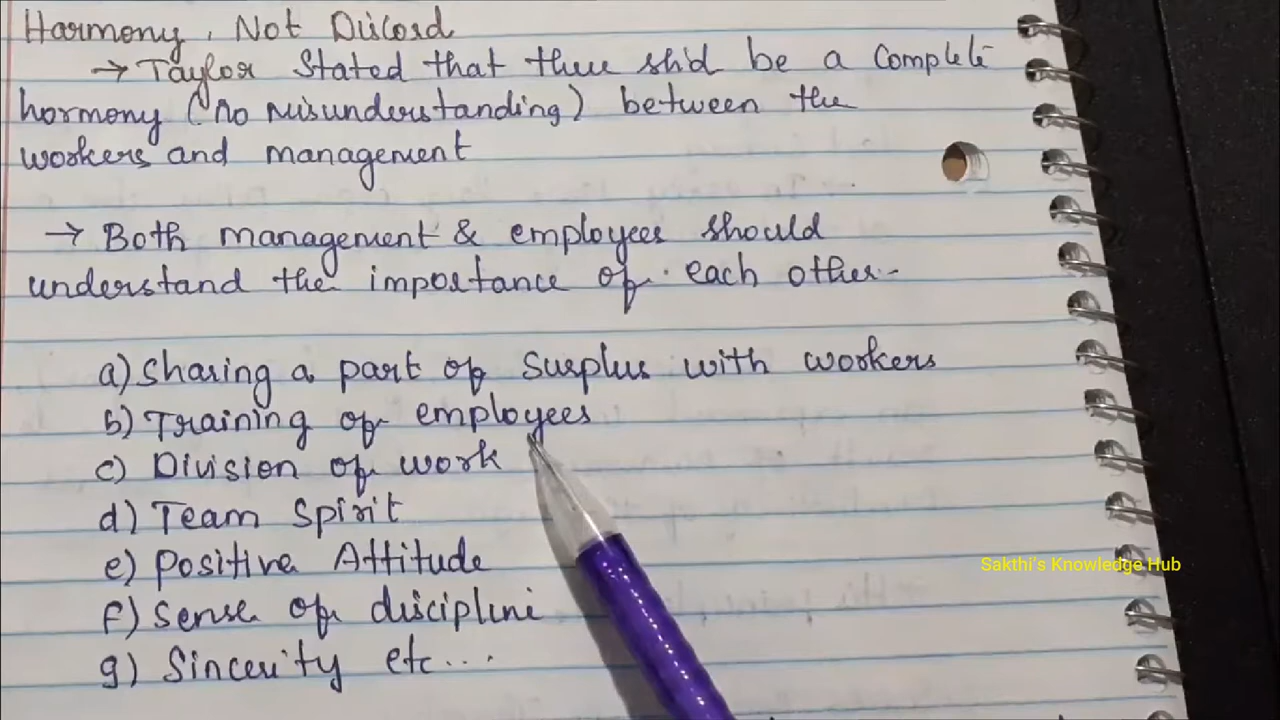 Harmony, Not Discord
→ Taylor Stated that there sh'd be a Complete
hormony (no misunderstanding) between the
workers and management
→ Both management & employees should
understand the importance of each other.
a) Sharing a part of Surplus with workers
b) Training of employees
c) Division of work
d) Team Spirit
e) Positive Attitude
f) Sense of discipline
g) Sincerity etc...
Sakthi's Knowledge Hub